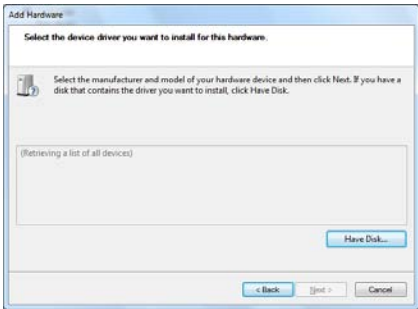 Add Hardware
Select the device driver you want to install for this hardware.
Select the manufacturer and model of your hardware device and then click Next. If you have a
disk that contains the driver you want to install, click Have Disk.
(Retrieving a list of all devices)
Have Disk...
< Back Next > Cancel